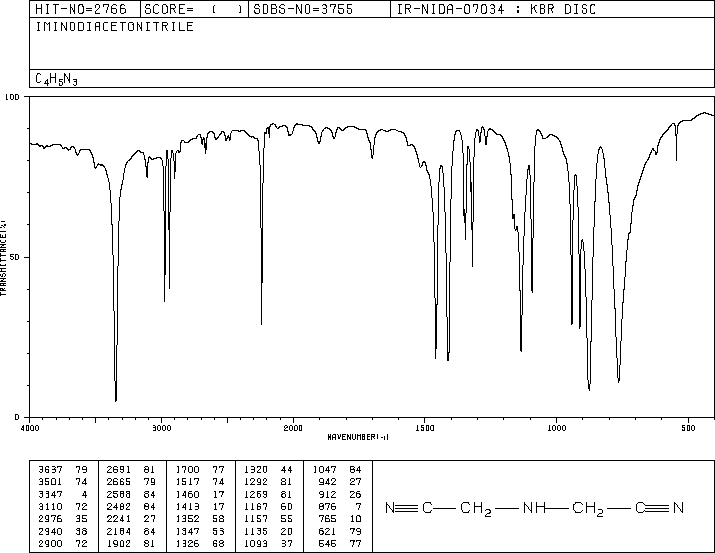 HIT-NO=2766 SCORE= ( ) SDBS-NO=3755 IR-NIDA-07034 : KBR DISC
IMINODIACETONITRILE
C4H5N3
100
50
0
TRANSMITTANCE(%)
4000 3000 2000 1500 1000 500
WAVENUMBER(-1)
3637 79 2691 81 1700 77 1320 44 1047 84
3501 74 2665 79 1517 74 1292 81 942 27
3347 4 2588 84 1460 17 1269 81 912 26
3110 72 2482 84 1413 17 1167 60 876 7
2976 35 2241 27 1352 58 1157 55 765 10
2940 38 2184 84 1347 53 1135 20 621 79
2900 72 1902 81 1326 68 1093 37 546 77
N≡C—CH2—NH—CH2—C≡N